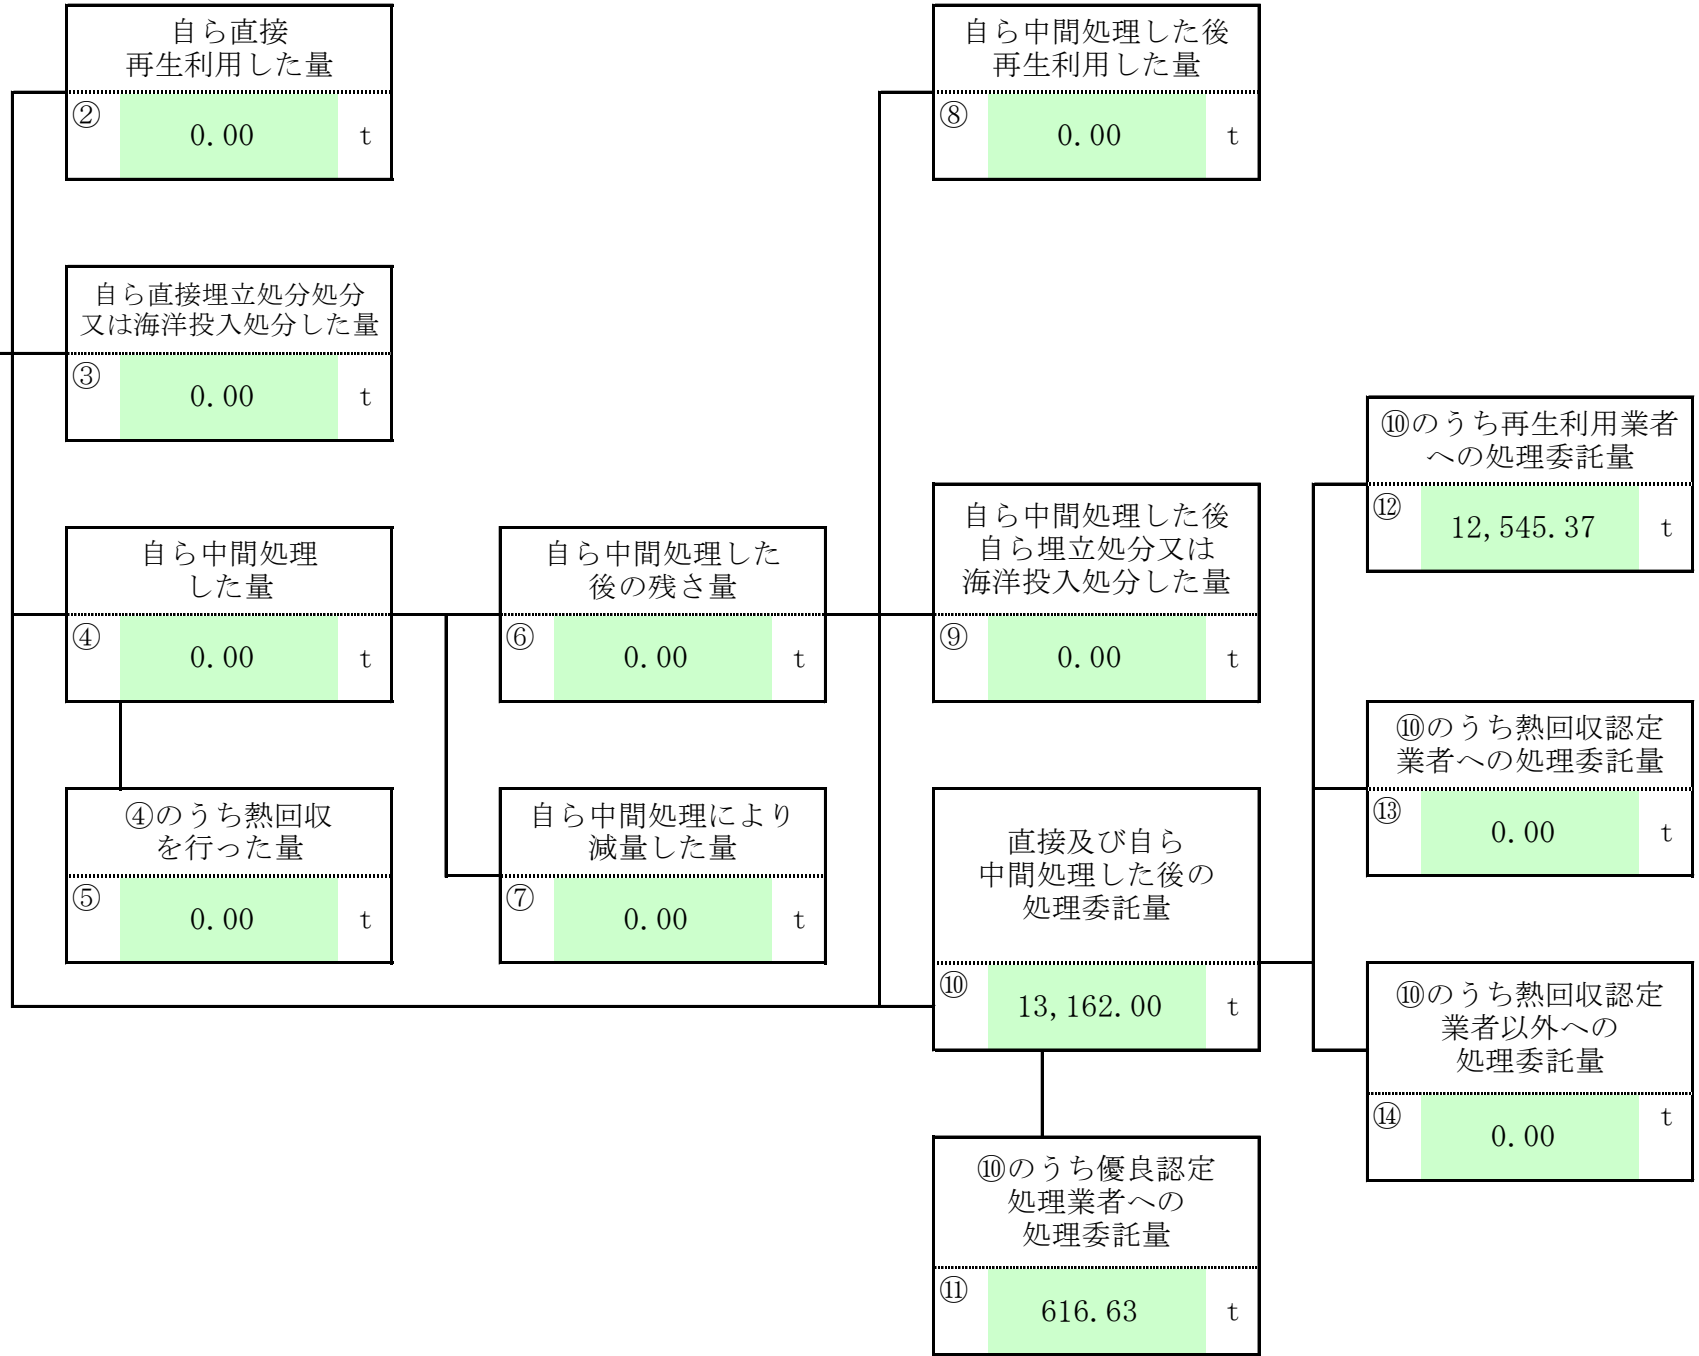 自ら直接
再生利用した量
②
0.00
t
自ら中間処理した後
再生利用した量
⑧
0.00
t
自ら直接埋立処分処分
又は海洋投入処分した量
③
0.00
t
⑩のうち再生利用業者
への処理委託量
⑫
12,545.37
t
自ら中間処理
した量
④
0.00
t
自ら中間処理した
後の残さ量
⑥
0.00
t
自ら中間処理した後
自ら埋立処分又は
海洋投入処分した量
⑨
0.00
t
⑩のうち熱回収認定
業者への処理委託量
⑬
0.00
t
④のうち熱回収
を行った量
⑤
0.00
t
自ら中間処理により
減量した量
⑦
0.00
t
直接及び自ら
中間処理した後の
処理委託量
⑩
13,162.00
t
⑩のうち熱回収認定
業者以外への
処理委託量
⑭
0.00
t
⑩のうち優良認定
処理業者への
処理委託量
⑪
616.63
t